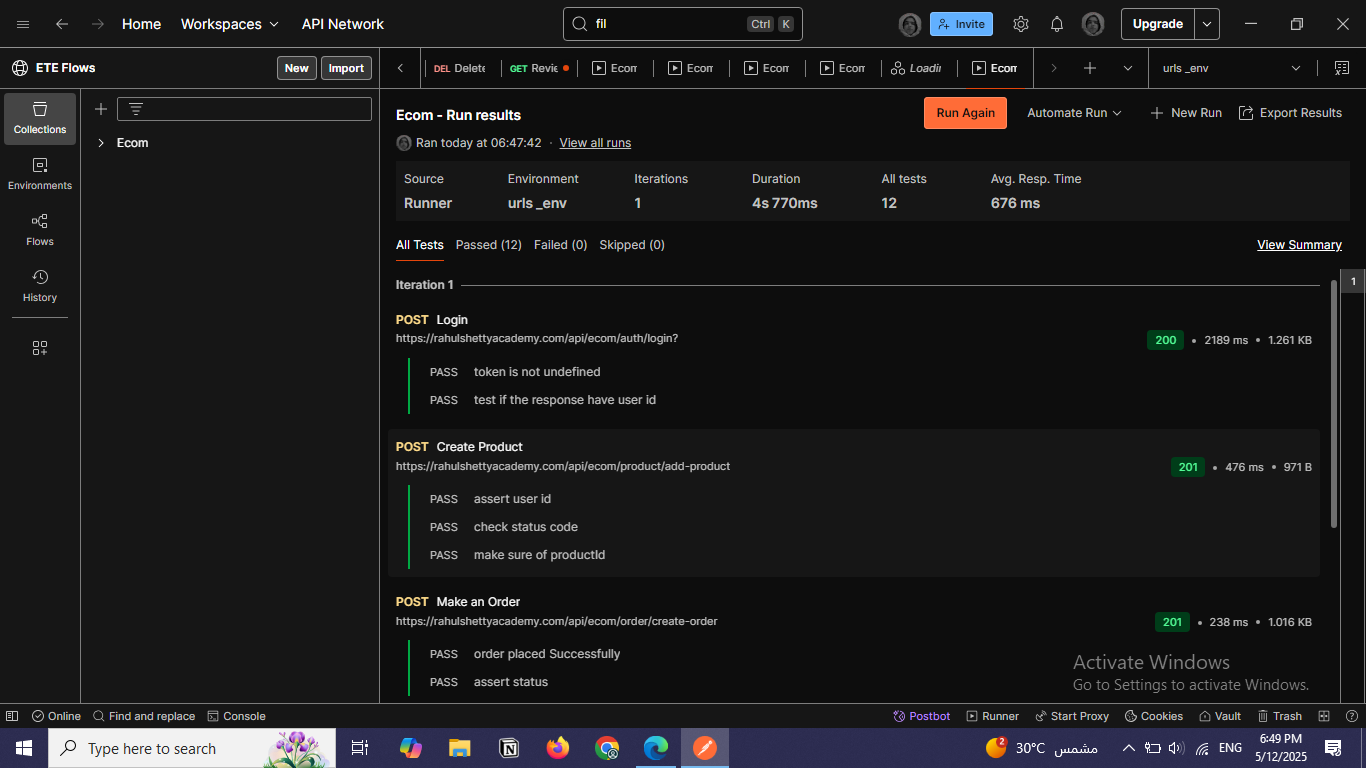 Home Workspaces API Network fil Ctrl K Invite Upgrade
ETE Flows New Import DEL Delete GET Revie Ecom Ecom Ecom Ecom Loadin Ecom urls _env
Collections
Environments
Flows
History
Ecom
Ecom - Run results Run Again Automate Run New Run Export Results
Ran today at 06:47:42 · View all runs
Source Environment Iterations Duration All tests Avg. Resp. Time
Runner urls _env 1 4s 770ms 12 676 ms
All Tests Passed (12) Failed (0) Skipped (0) View Summary
Iteration 1 1
POST Login
https://rahulshettyacademy.com/api/ecom/auth/login? 200 • 2189 ms • 1.261 KB
PASS token is not undefined
PASS test if the response have user id
POST Create Product
https://rahulshettyacademy.com/api/ecom/product/add-product 201 • 476 ms • 971 B
PASS assert user id
PASS check status code
PASS make sure of productId
POST Make an Order
https://rahulshettyacademy.com/api/ecom/order/create-order 201 • 238 ms • 1.016 KB
PASS order placed Successfully
PASS assert status
Activate Windows
Go to Settings to activate Windows.
Online Find and replace Console Postbot Runner Start Proxy Cookies Vault Trash
Type here to search 2 30°C مشمس ENG 6:49 PM
5/12/2025 2